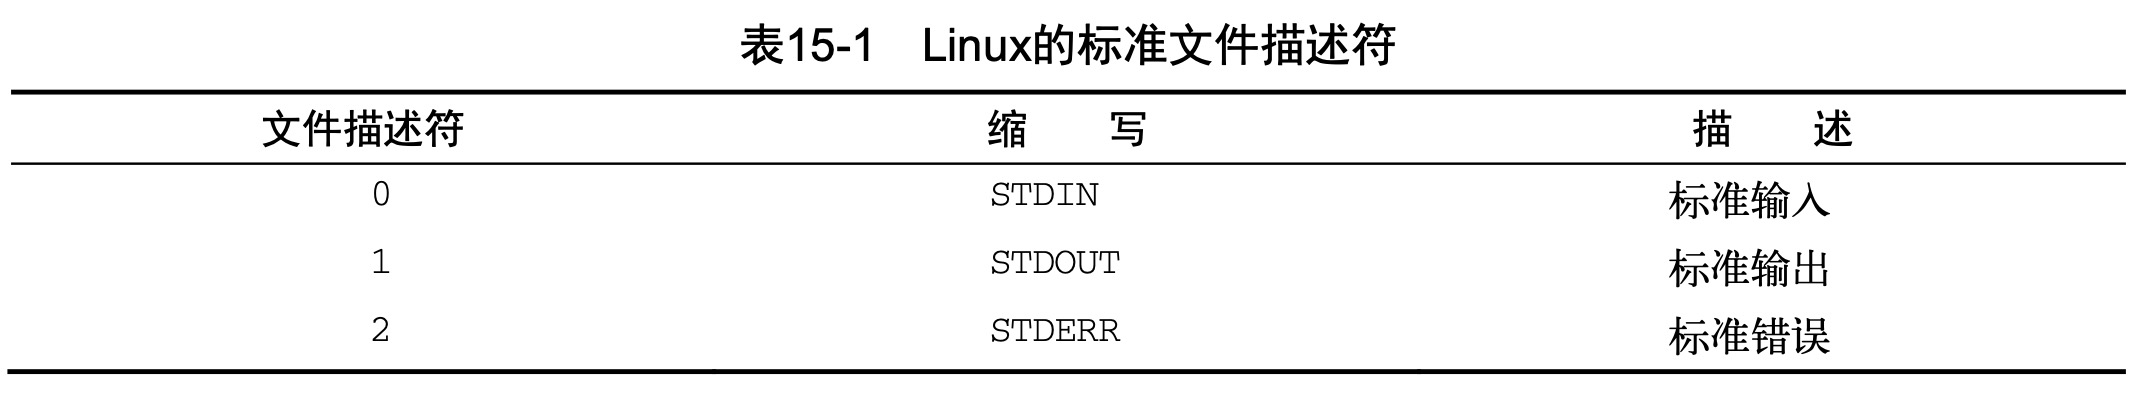 表15-1 Linux的标准文件描述符
文件描述符 缩 写 描 述
0 STDIN 标准输入
1 STDOUT 标准输出
2 STDERR 标准错误